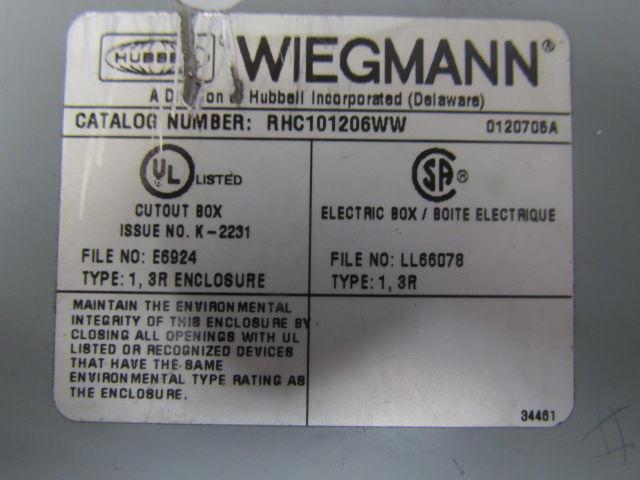 HUBBELL WIEGMANN®
A Division of Hubbell Incorporated (Delaware)
CATALOG NUMBER: RHC101206WW 0120705A
UL LISTED
CUTOUT BOX
ISSUE NO. K-2231
FILE NO: E6924
TYPE: 1, 3R ENCLOSURE
SA ®
ELECTRIC BOX / BOITE ELECTRIQUE
FILE NO: LL66078
TYPE: 1, 3R
MAINTAIN THE ENVIRONMENTAL
INTEGRITY OF THIS ENCLOSURE BY
CLOSING ALL OPENINGS WITH UL
LISTED OR RECOGNIZED DEVICES
THAT HAVE THE SAME
ENVIRONMENTAL TYPE RATING AS
THE ENCLOSURE.
34461